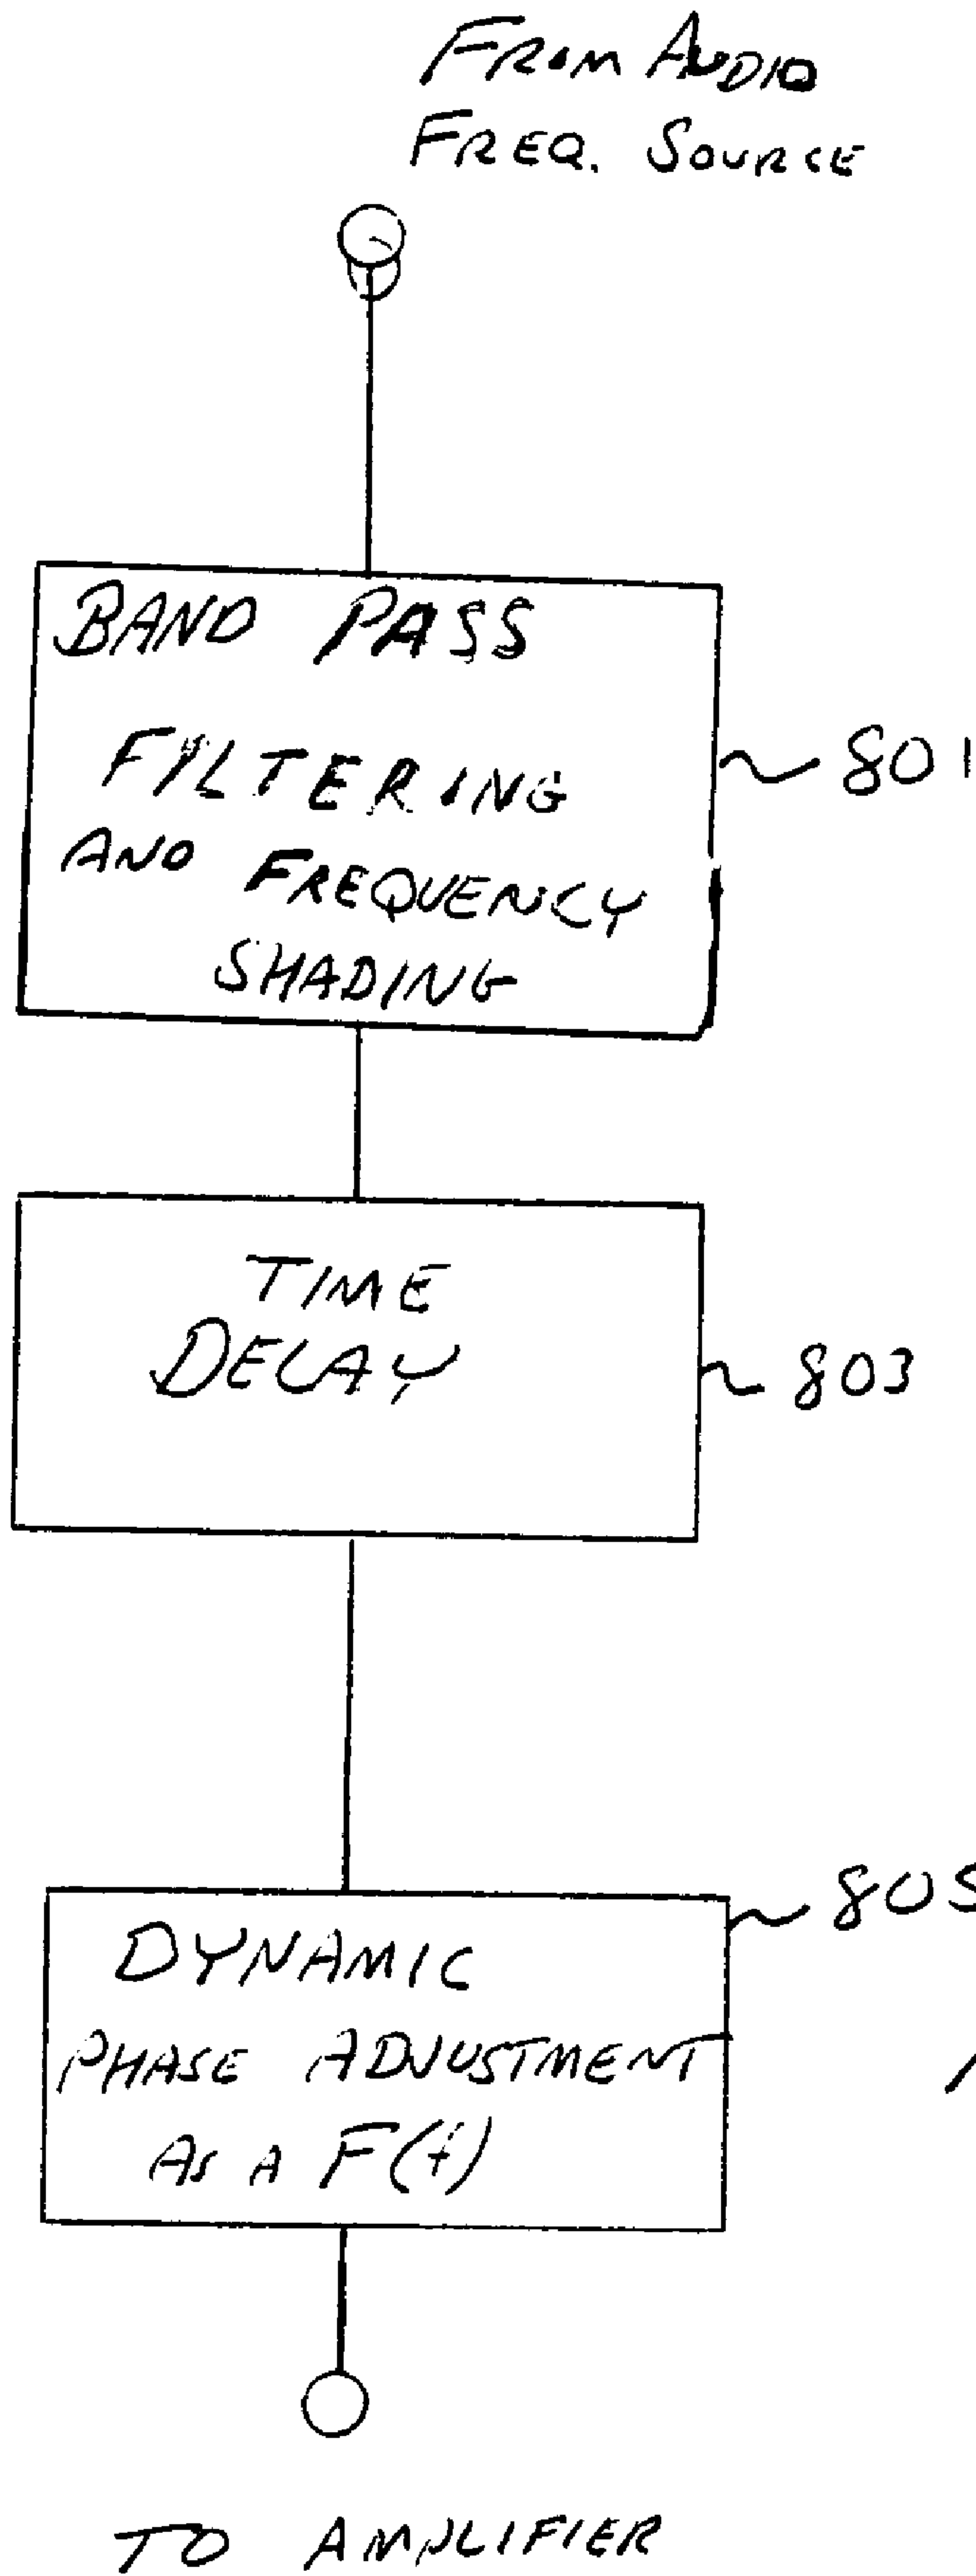 FROM AUDIO
FREQ. SOURCE
BAND PASS
FILTERING
AND FREQUENCY
SHADING
801
TIME
DELAY
803
805
DYNAMIC
PHASE ADJUSTMENT
AS A F(f)
TO AMPLIFIER